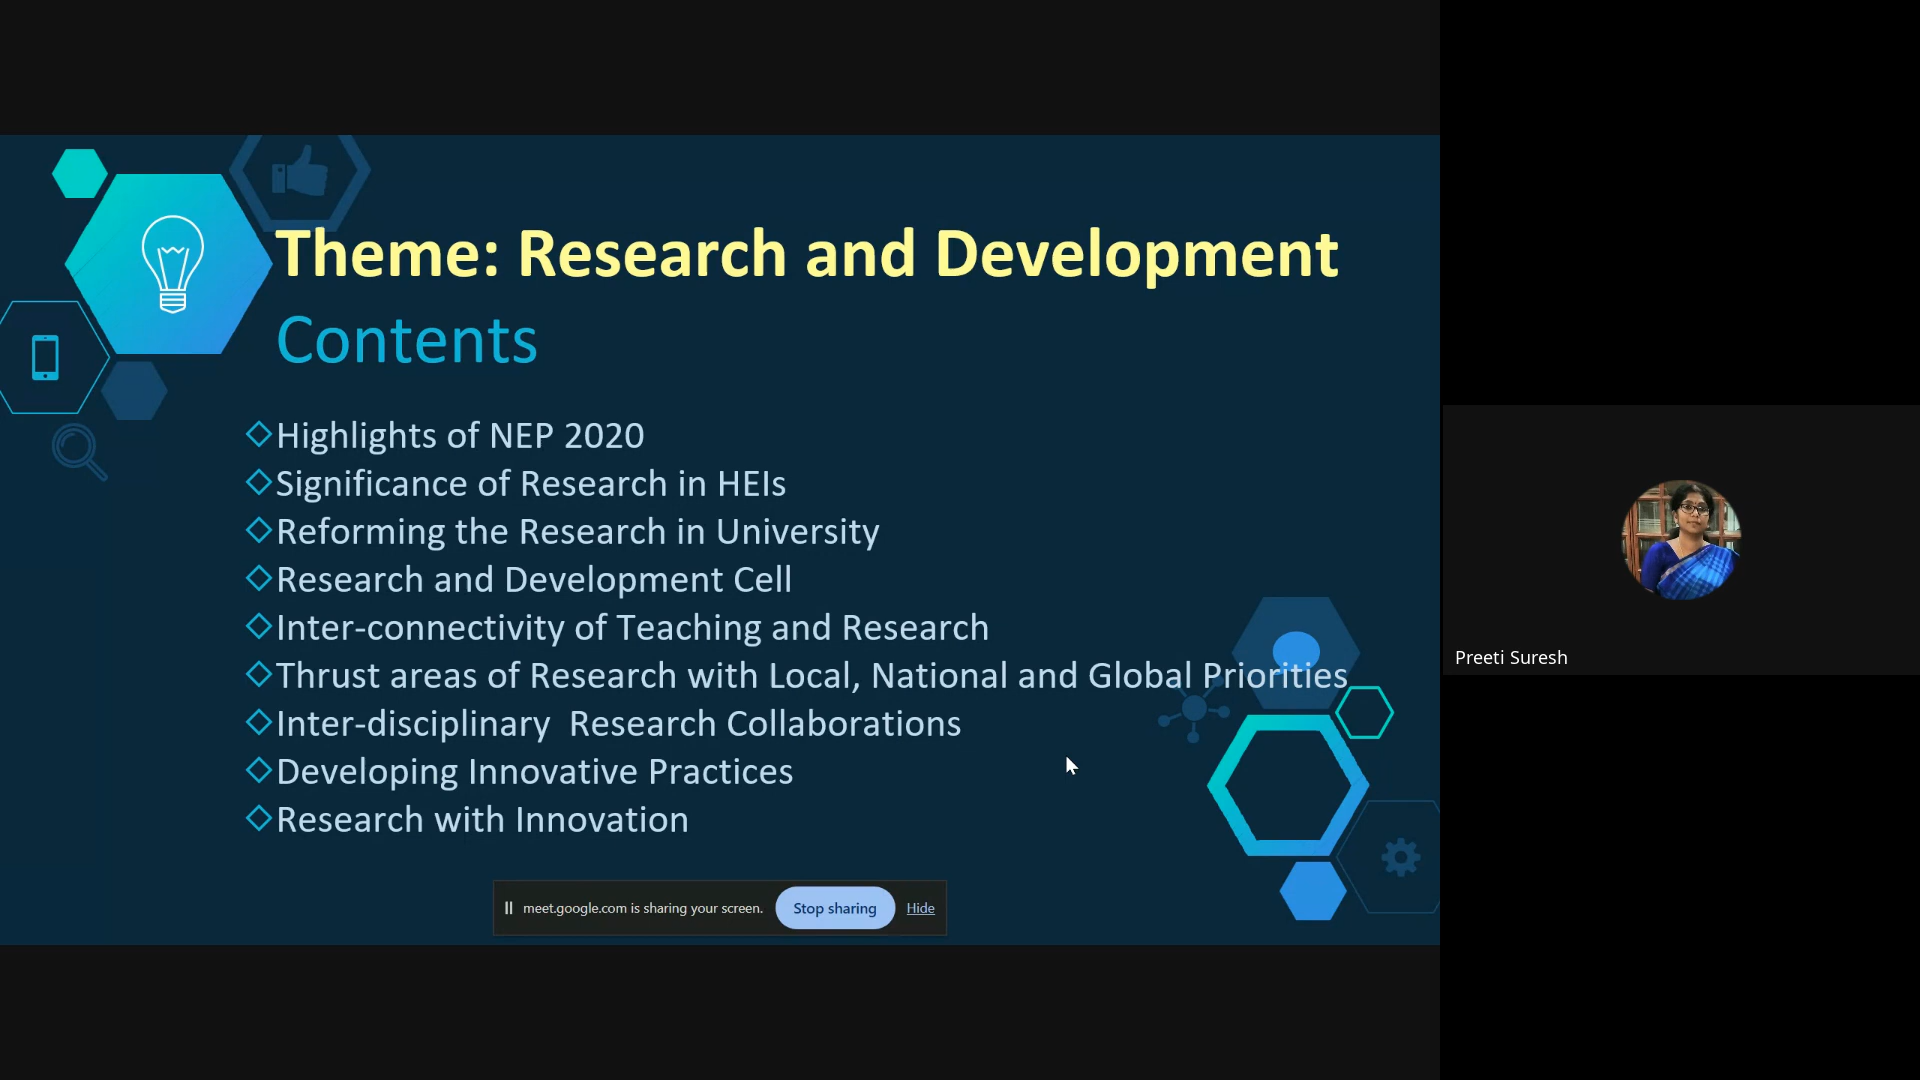 Theme: Research and Development
Contents
Highlights of NEP 2020
Significance of Research in HEIs
Reforming the Research in University
Research and Development Cell
Inter-connectivity of Teaching and Research
Thrust areas of Research with Local, National and Global Priorities
Inter-disciplinary  Research Collaborations
Developing Innovative Practices
Research with Innovation
meet.google.com is sharing your screen. Stop sharing Hide
Preeti Suresh